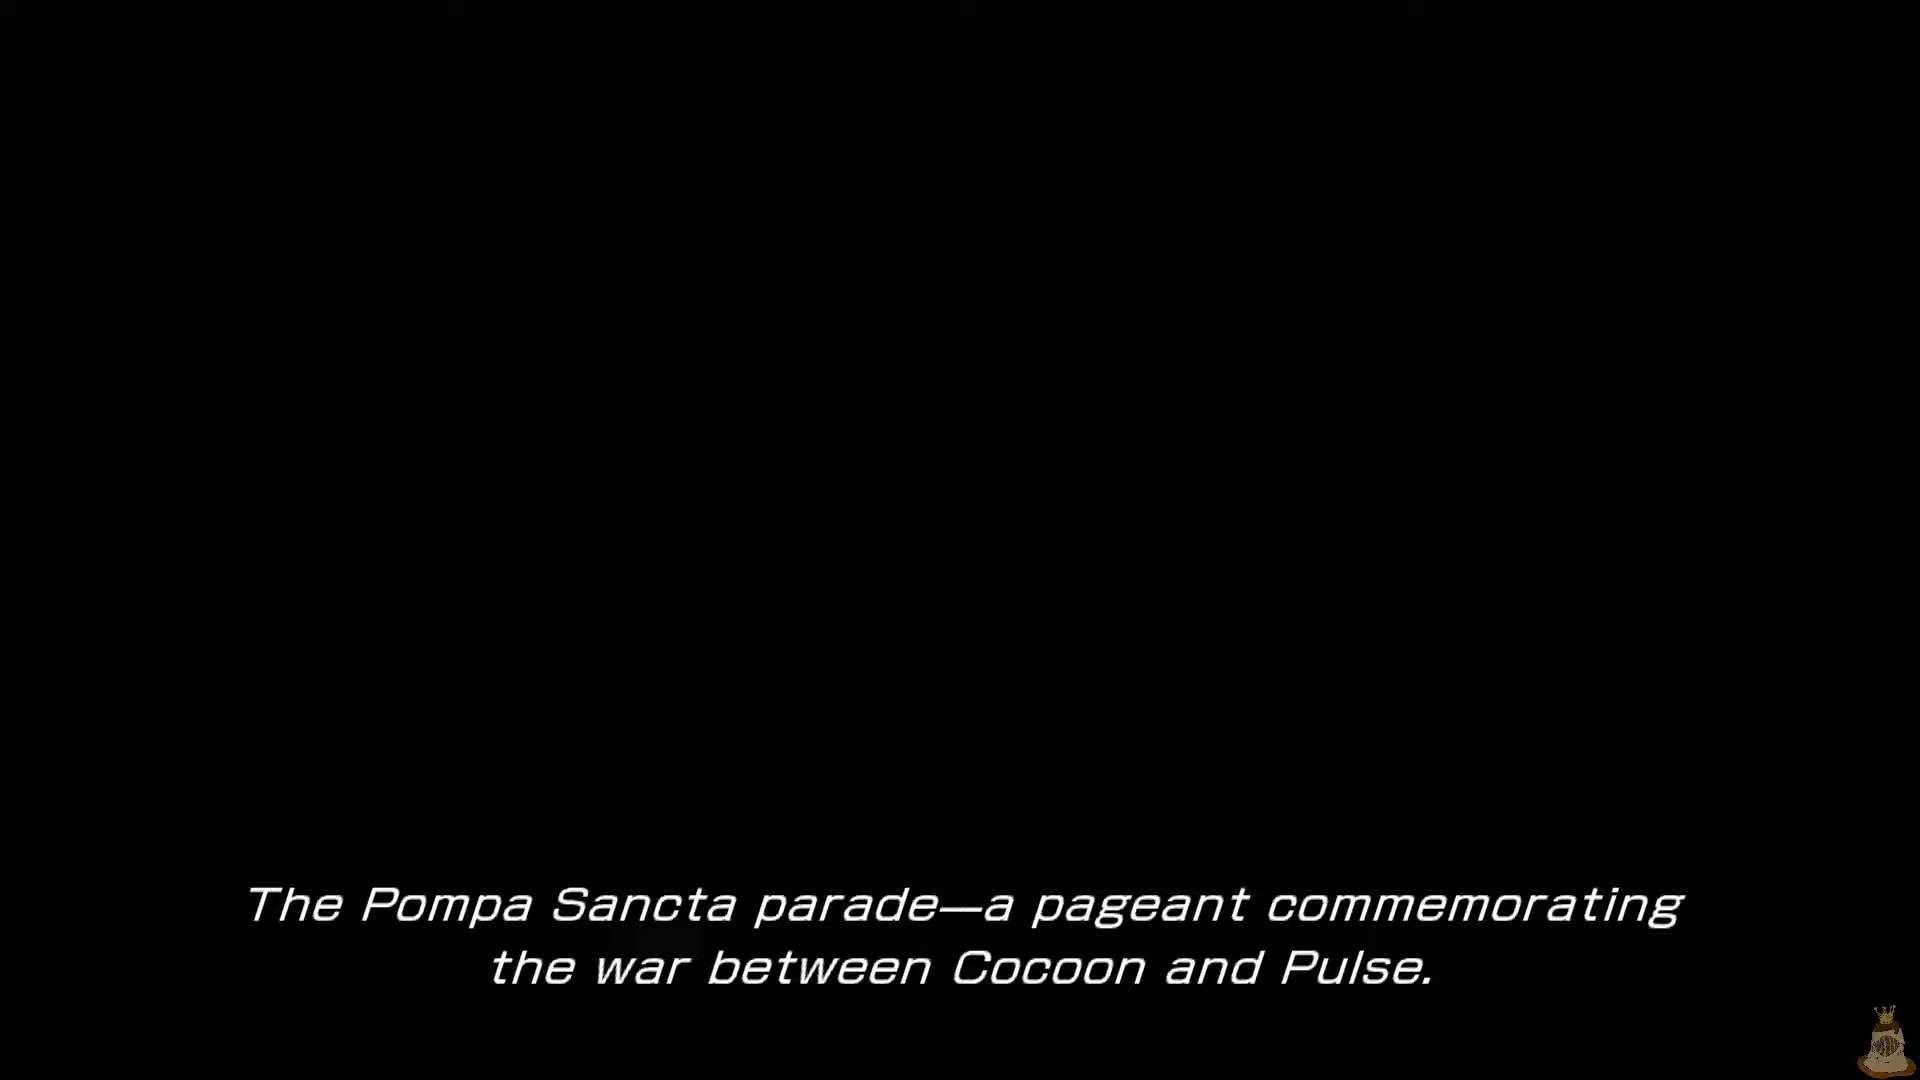 The Pompa Sancta parade—a pageant commemorating
the war between Cocoon and Pulse.